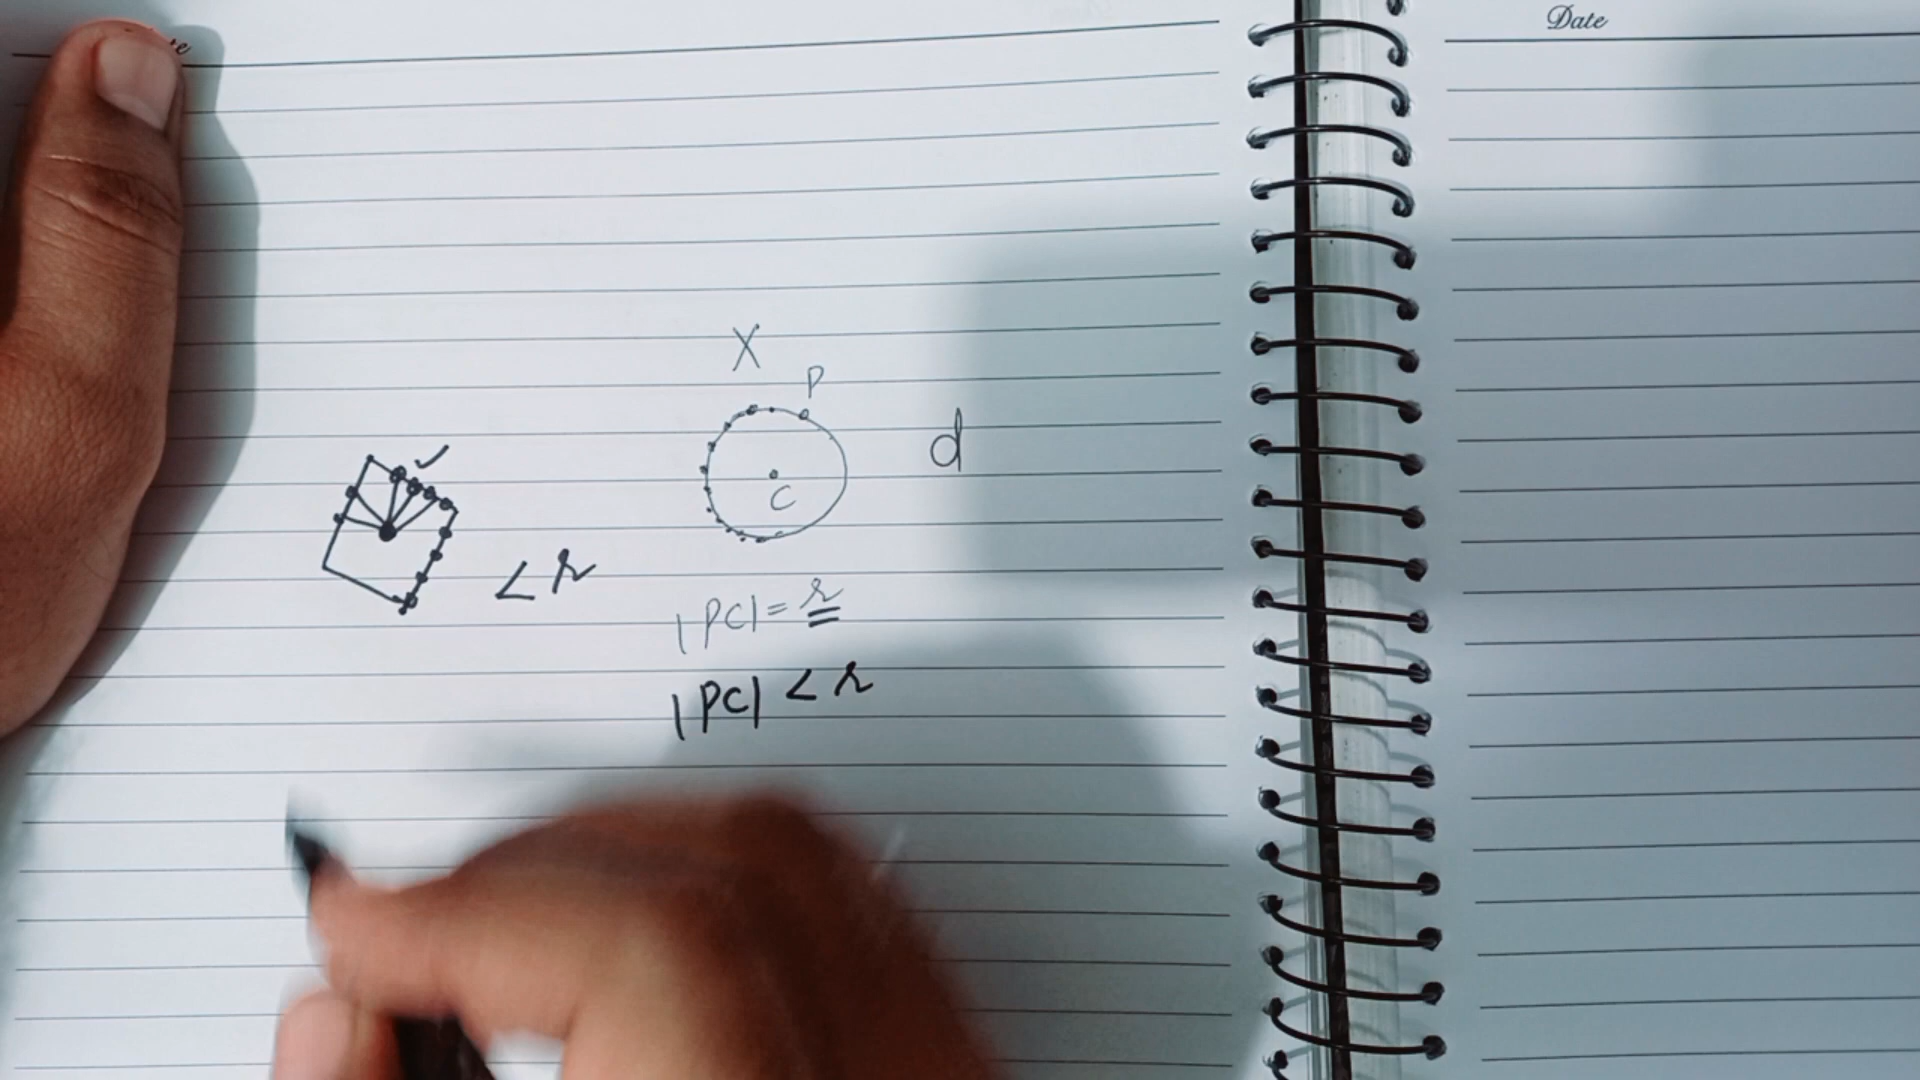 Date
X
P
d
C
< r
|PC| = r
|PC| < r